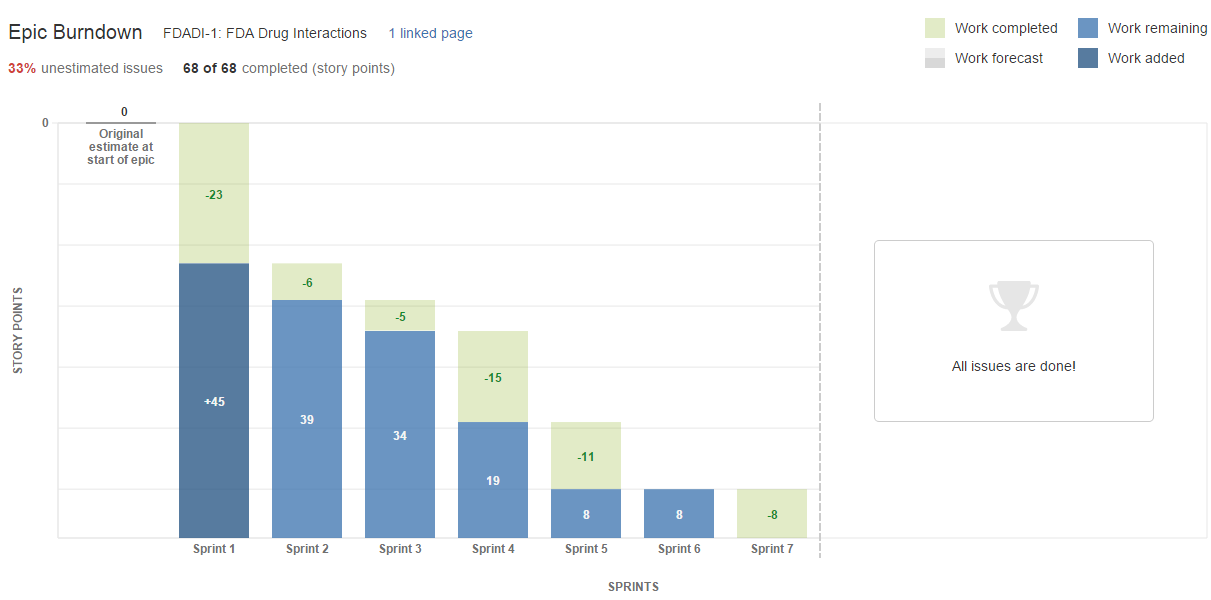 Epic Burndown FDADI-1: FDA Drug Interactions 1 linked page
33% unestimated issues 68 of 68 completed (story points)
Work completed Work remaining
Work forecast Work added
0
0
Original
estimate at
start of epic
-23
-6
-5
-15
-11
-8
+45
39
34
19
8
8
STORY POINTS
Sprint 1 Sprint 2 Sprint 3 Sprint 4 Sprint 5 Sprint 6 Sprint 7
SPRINTS
All issues are done!